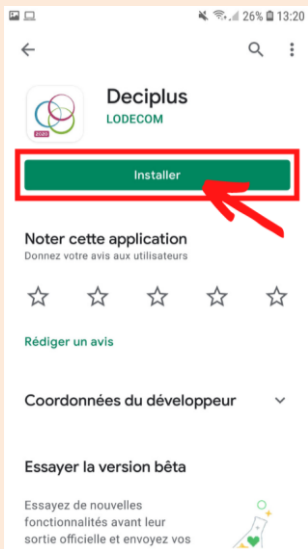 26% 13:20
Deciplus
LODECOM
Installer
Noter cette application
Donnez votre avis aux utilisateurs
Rédiger un avis
Coordonnées du développeur
Essayer la version bêta
Essayez de nouvelles
fonctionnalités avant leur
sortie officielle et envoyez vos